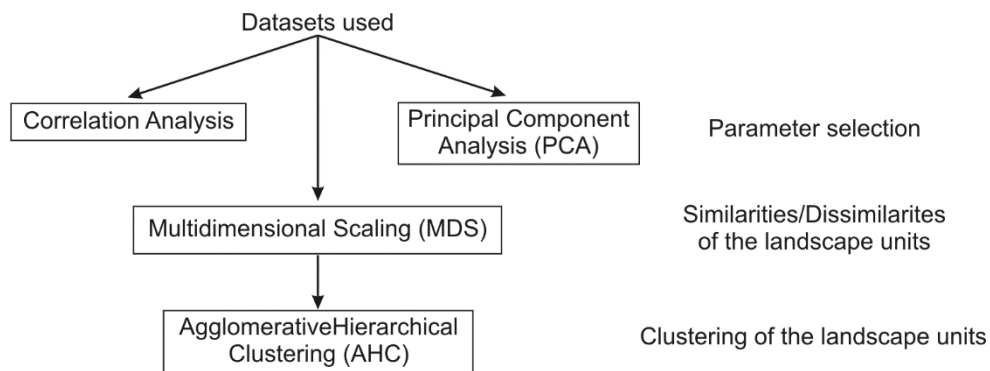 Datasets used
Correlation Analysis
Principal Component
Analysis (PCA)
Parameter selection
Multidimensional Scaling (MDS)
Similarities/Dissimilarites
of the landscape units
AgglomerativeHierarchical
Clustering (AHC)
Clustering of the landscape units